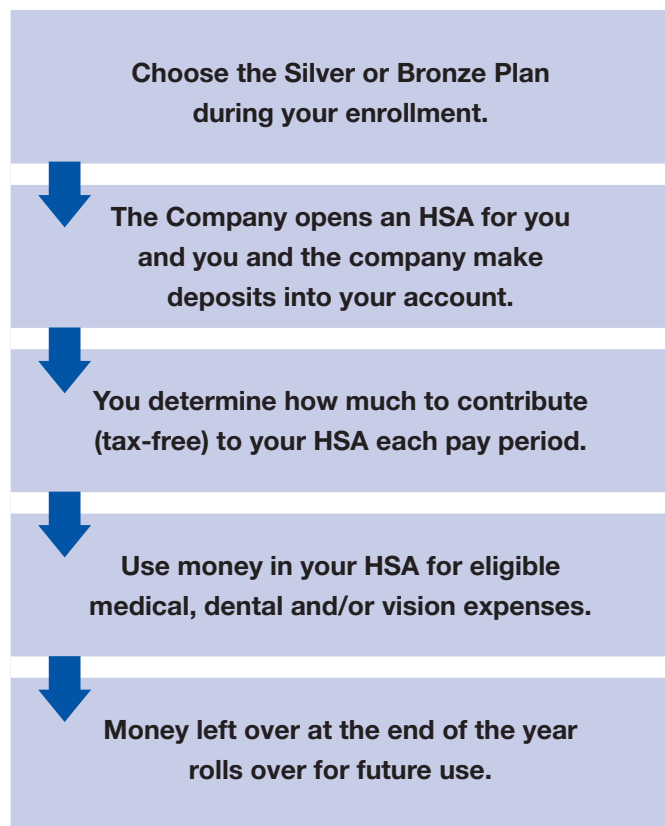 Choose the Silver or Bronze Plan
during your enrollment.
The Company opens an HSA for you
and you and the company make
deposits into your account.
You determine how much to contribute
(tax-free) to your HSA each pay period.
Use money in your HSA for eligible
medical, dental and/or vision expenses.
Money left over at the end of the year
rolls over for future use.